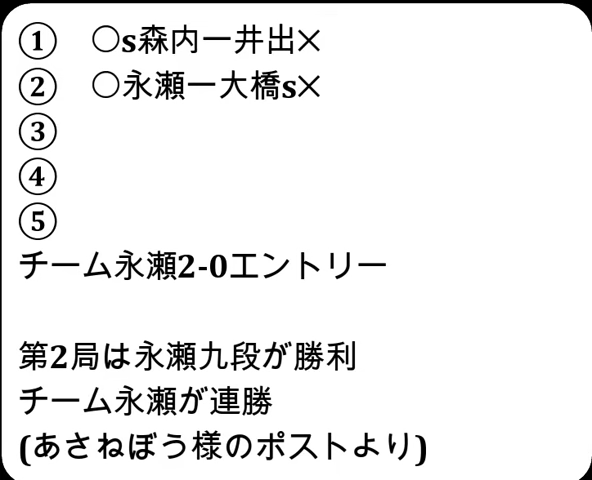 ① ○s森内ー井出×
② ○永瀬ー大橋s×
③
④
⑤
チーム永瀬2-0エントリー
第2局は永瀬九段が勝利
チーム永瀬が連勝
(あさねぼう様のポストより)